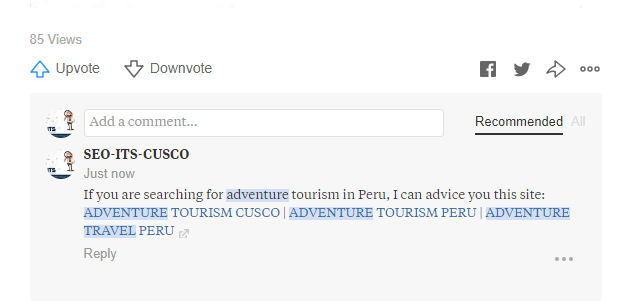 85 Views
Upvote Downvote
Add a comment... Recommended All
SEO-ITS-CUSCO
Just now
If you are searching for adventure tourism in Peru, I can advice you this site:
ADVENTURE TOURISM CUSCO | ADVENTURE TOURISM PERU | ADVENTURE
TRAVEL PERU
Reply